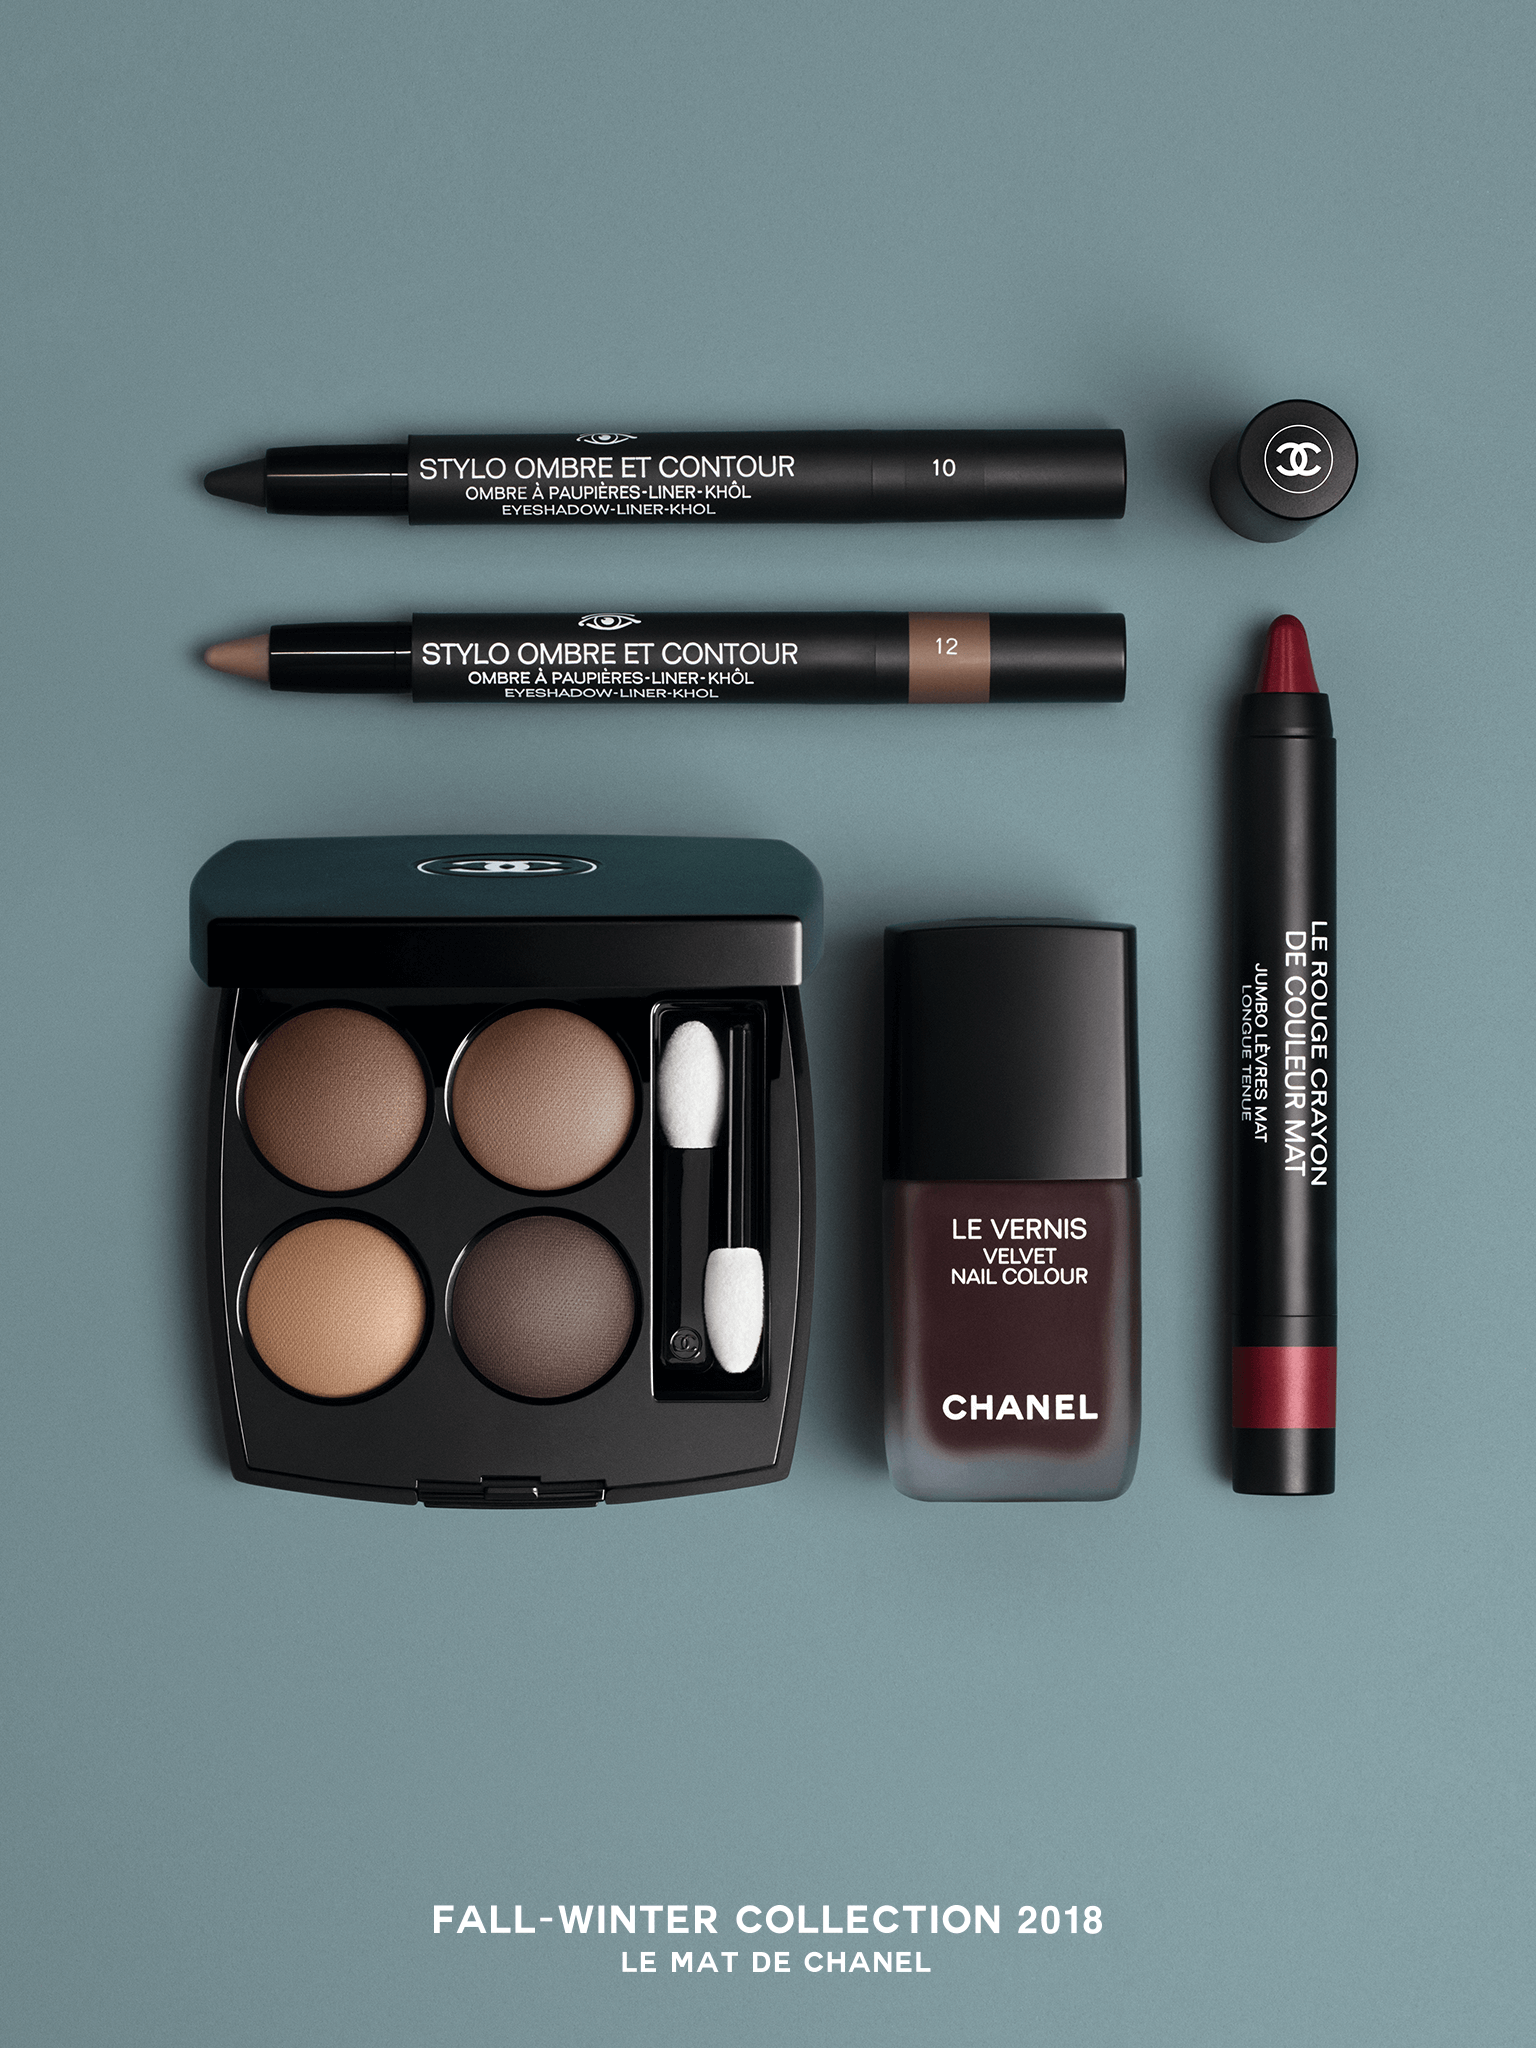 STYLO OMBRE ET CONTOUR
OMBRE À PAUPIÈRES-LINER-KHÔL
EYESHADOW-LINER-KHOL
10
STYLO OMBRE ET CONTOUR
OMBRE À PAUPIÈRES-LINER-KHÔL
EYESHADOW-LINER-KHOL
12
LE ROUGE CRAYON
DE COULEUR MAT
JUMBO LÈVRES MAT
LONGUE TENUE
LE VERNIS
VELVET
NAIL COLOUR
CHANEL
FALL-WINTER COLLECTION 2018
LE MAT DE CHANEL